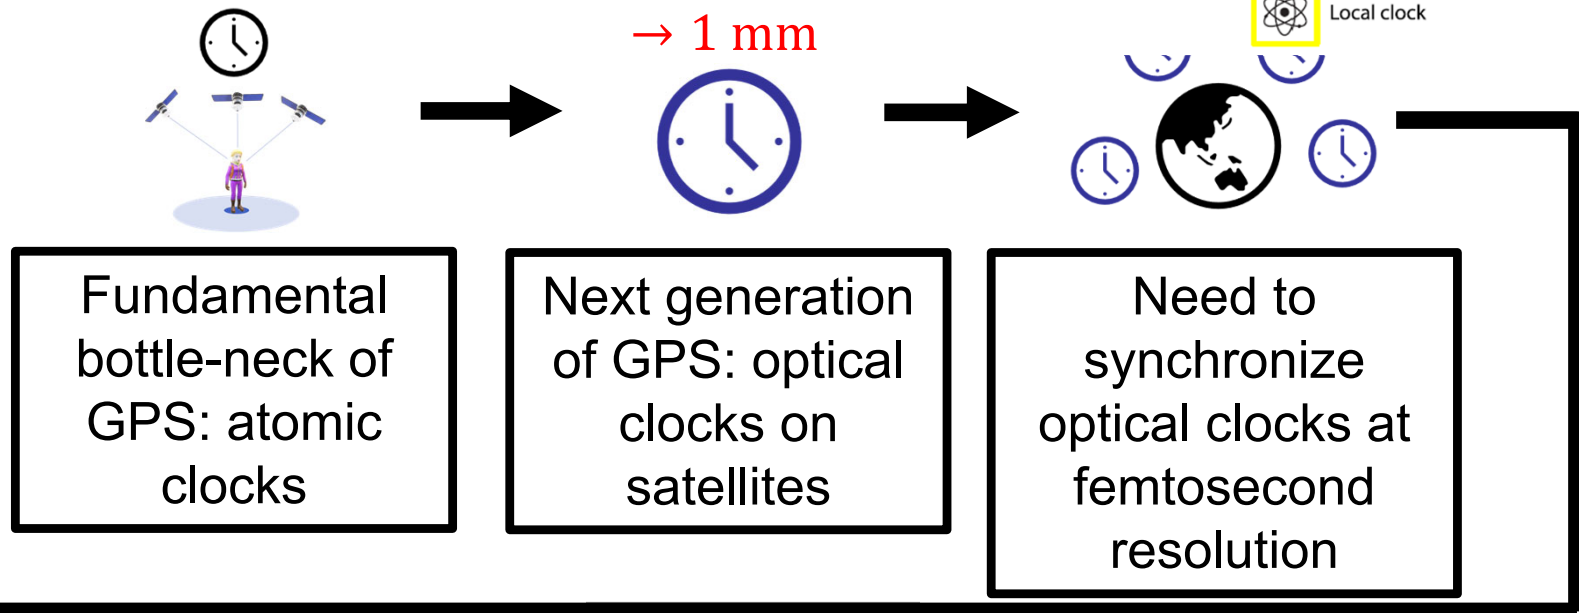 → 1 mm
Local clock
Fundamental
bottle-neck of
GPS: atomic
clocks
Next generation
of GPS: optical
clocks on
satellites
Need to
synchronize
optical clocks at
femtosecond
resolution